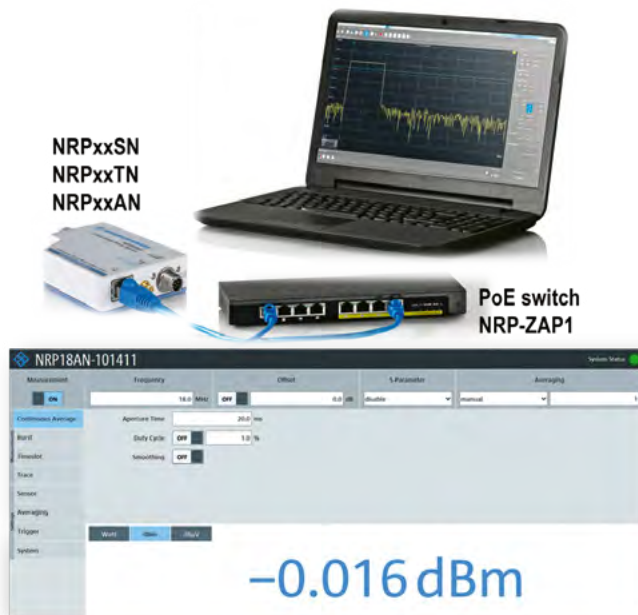 NRPxxSN
NRPxxTN
NRPxxAN
PoE switch
NRP-ZAP1
NRP18AN-101411
System Status
Measurement
Frequency
Offset
S-Parameter
Averaging
ON
18.0 MHz
OFF
0.0 dB
disable
manual
Continuous Average
Aperture Time
20.0 ms
Burst
Duty Cycle
OFF
1.0 %
Timeslot
Smoothing
OFF
Trace
Sensor
Averaging
Trigger
System
Watt
dBm
dBµV
−0.016 dBm